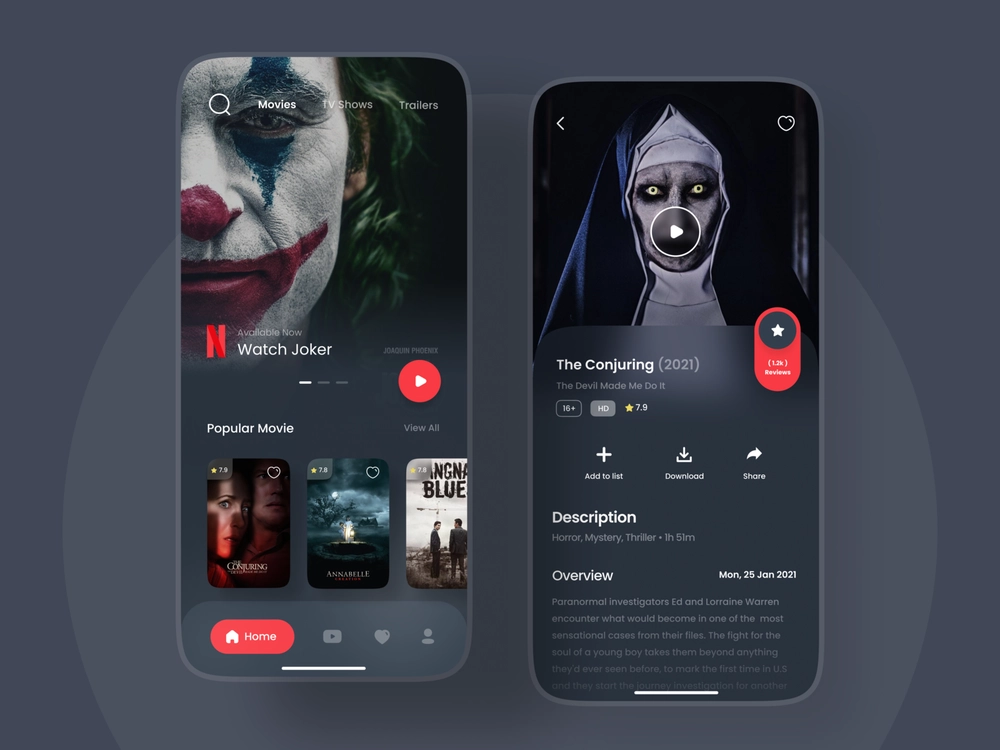 Movies TV Shows Trailers
N
Available Now
Watch Joker
JOAQUIN PHOENIX
Popular Movie View All
7.9
THE
CONJURING
7.8
ANNABELLE
CREATION
7.8
NGNA
BLUE
Home
The Conjuring (2021)
The Devil Made Me Do It
16+ HD 7.9
( 1.2k )
Reviews
Add to list Download Share
Description
Horror, Mystery, Thriller • 1h 51m
Overview Mon, 25 Jan 2021
Paranormal investigators Ed and Lorraine Warren
encounter what would become in one of the most
sensational cases from their files. The fight for the
soul of a young boy takes them beyond anything
they'd ever seen before, to mark the first time in U.S
and they start the journey investigation for another